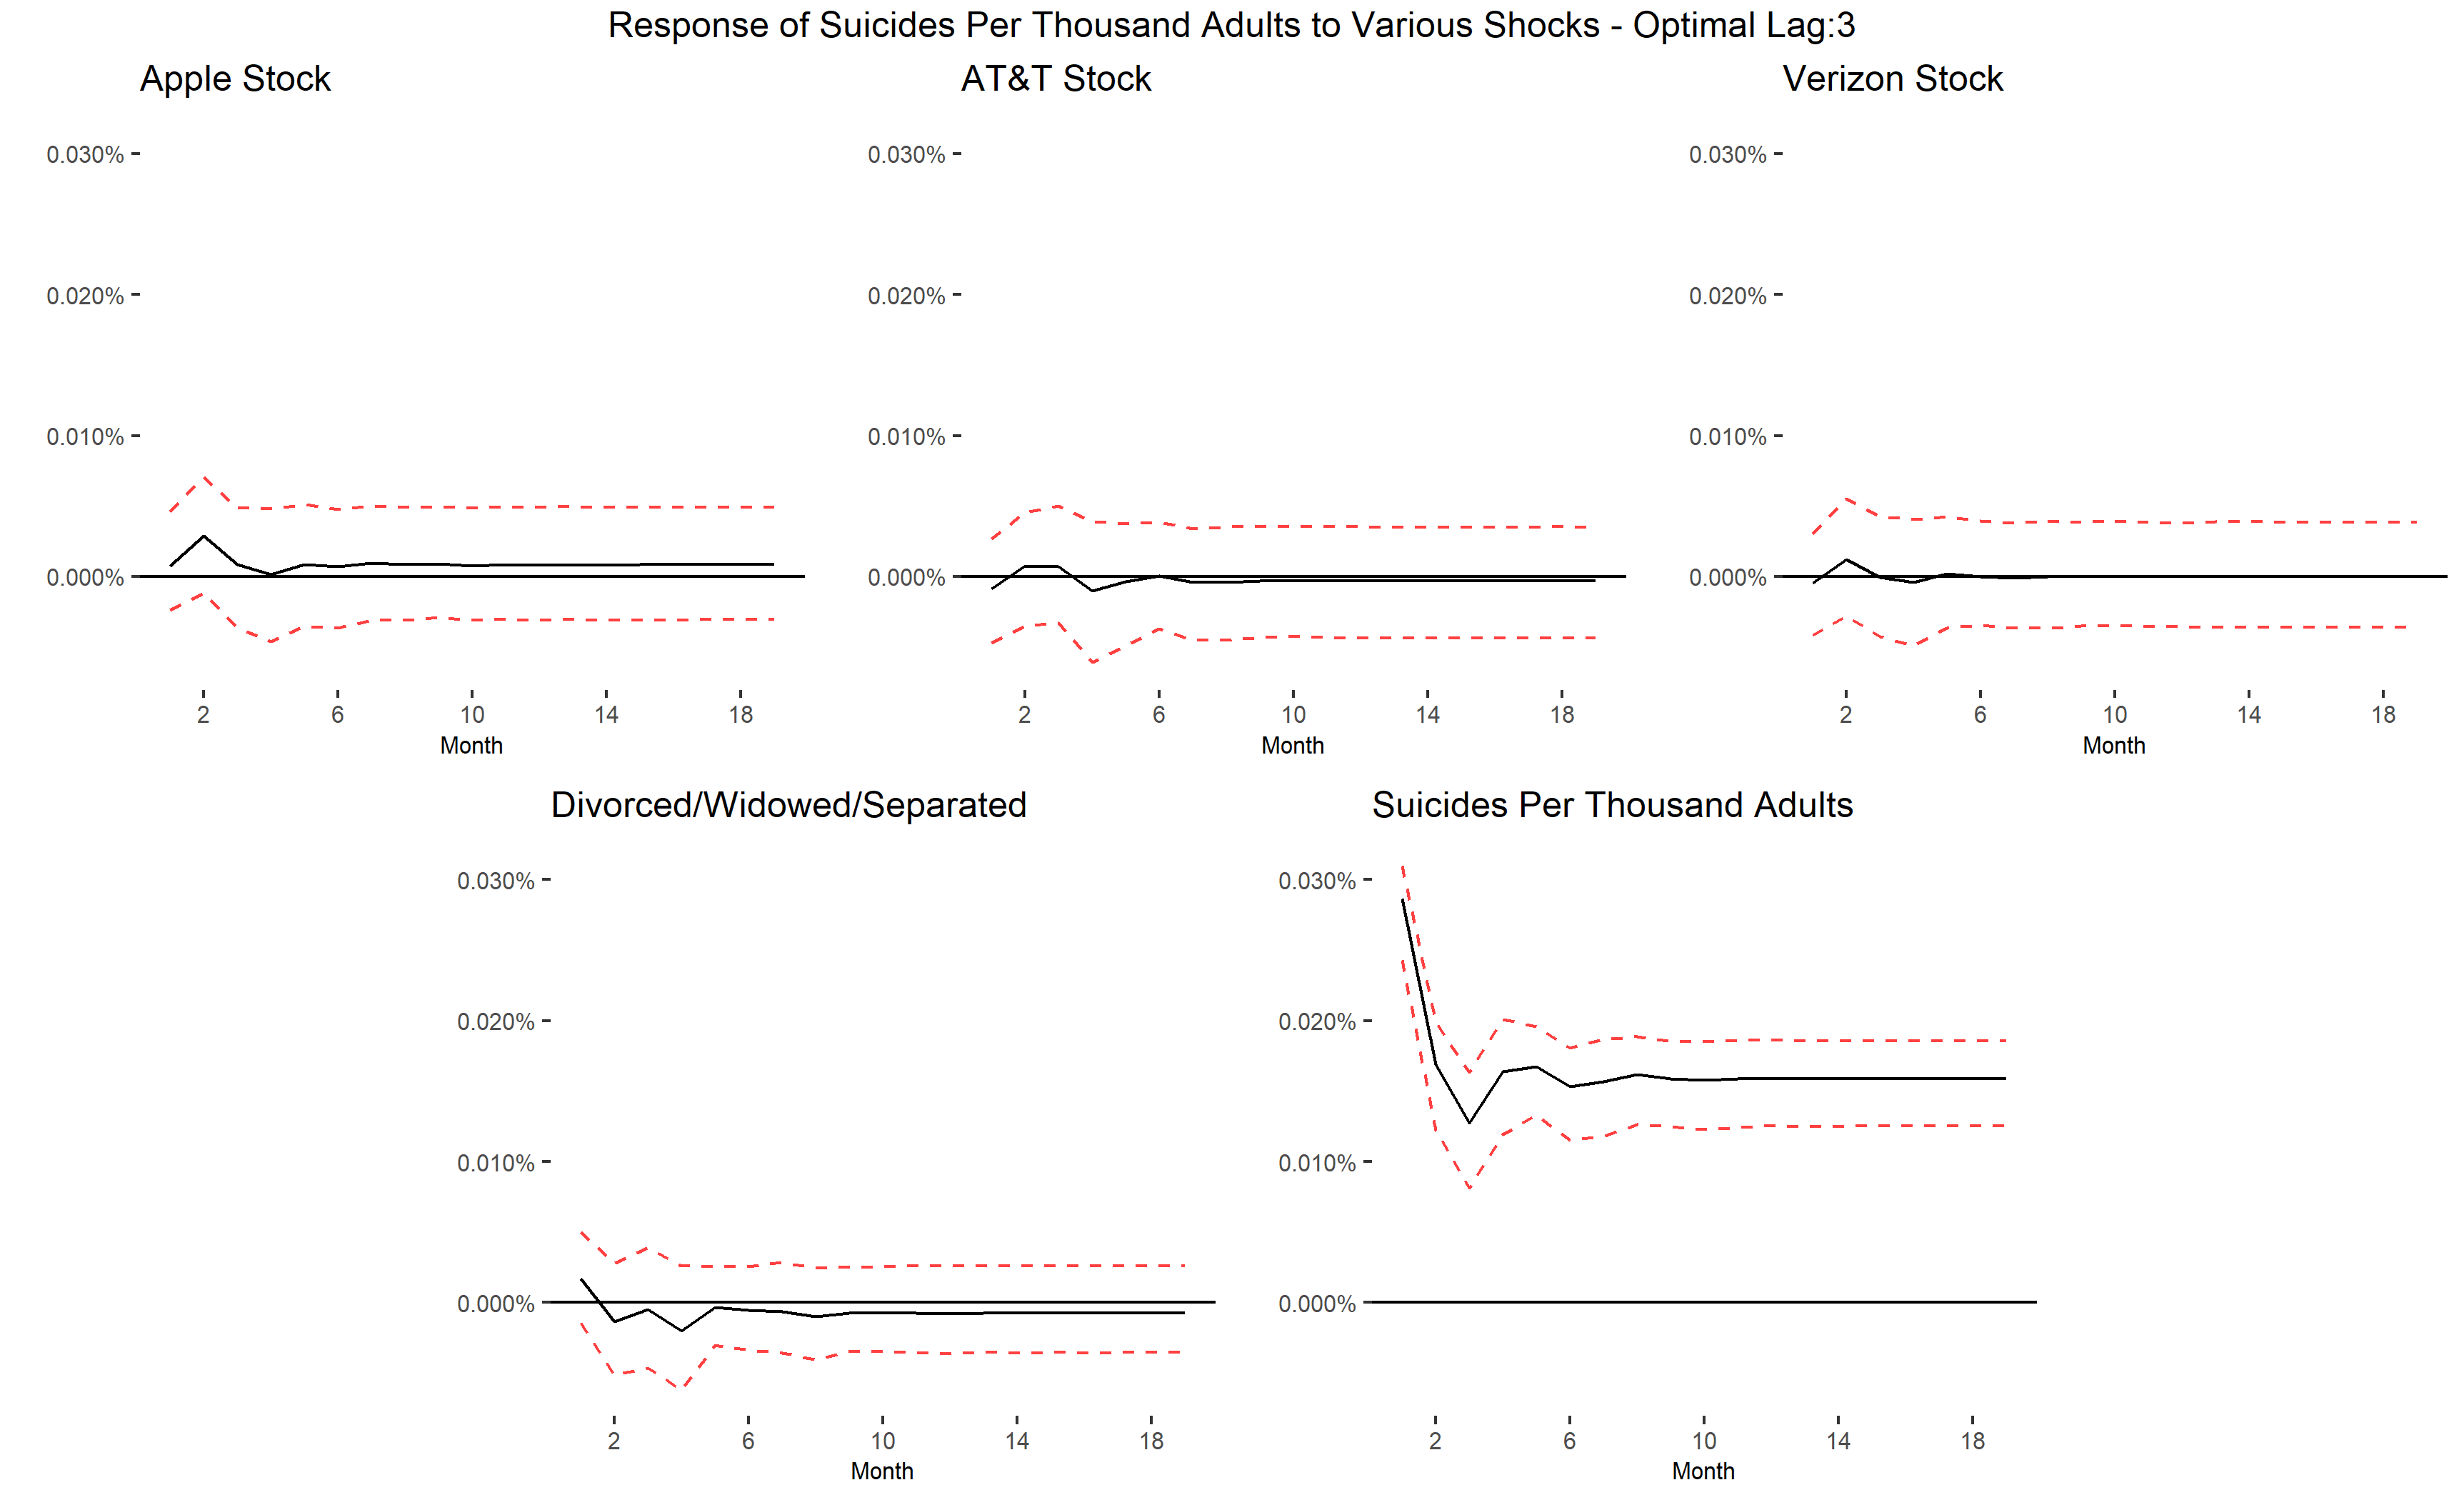 Response of Suicides Per Thousand Adults to Various Shocks - Optimal Lag:3
Apple Stock
0.030%
0.020%
0.010%
0.000%
2 6 10 14 18
Month
AT&T Stock
0.030%
0.020%
0.010%
0.000%
2 6 10 14 18
Month
Verizon Stock
0.030%
0.020%
0.010%
0.000%
2 6 10 14 18
Month
Divorced/Widowed/Separated
0.030%
0.020%
0.010%
0.000%
2 6 10 14 18
Month
Suicides Per Thousand Adults
0.030%
0.020%
0.010%
0.000%
2 6 10 14 18
Month